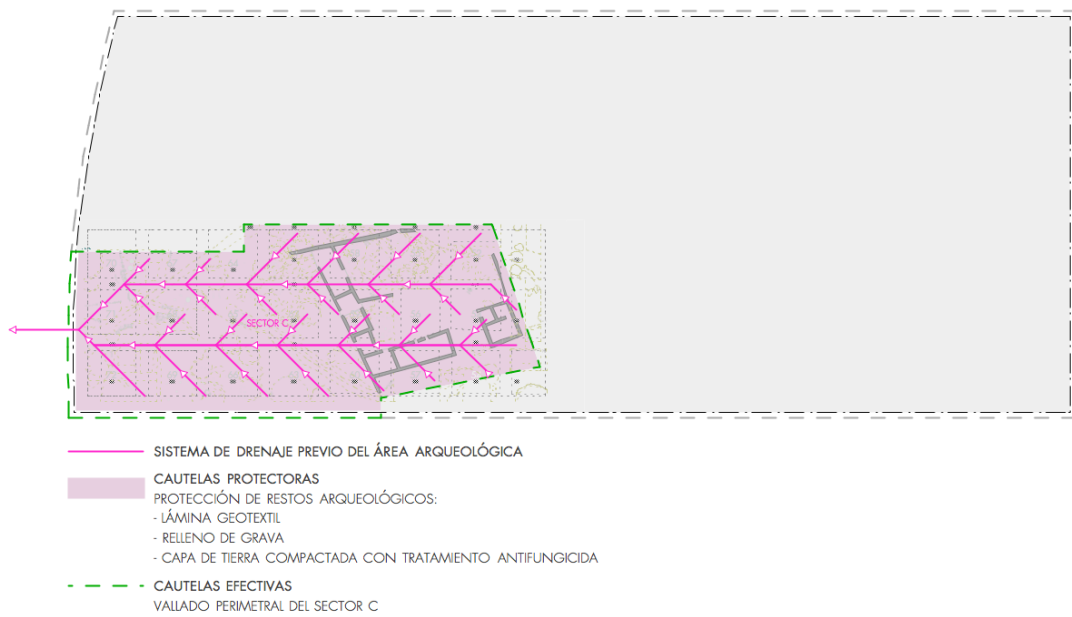 SECTOR C
SISTEMA DE DRENAJE PREVIO DEL ÁREA ARQUEOLÓGICA
CAUTELAS PROTECTORAS
PROTECCIÓN DE RESTOS ARQUEOLÓGICOS:
- LÁMINA GEOTEXTIL
- RELLENO DE GRAVA
- CAPA DE TIERRA COMPACTADA CON TRATAMIENTO ANTIFUNGICIDA
CAUTELAS EFECTIVAS
VALLADO PERIMETRAL DEL SECTOR C